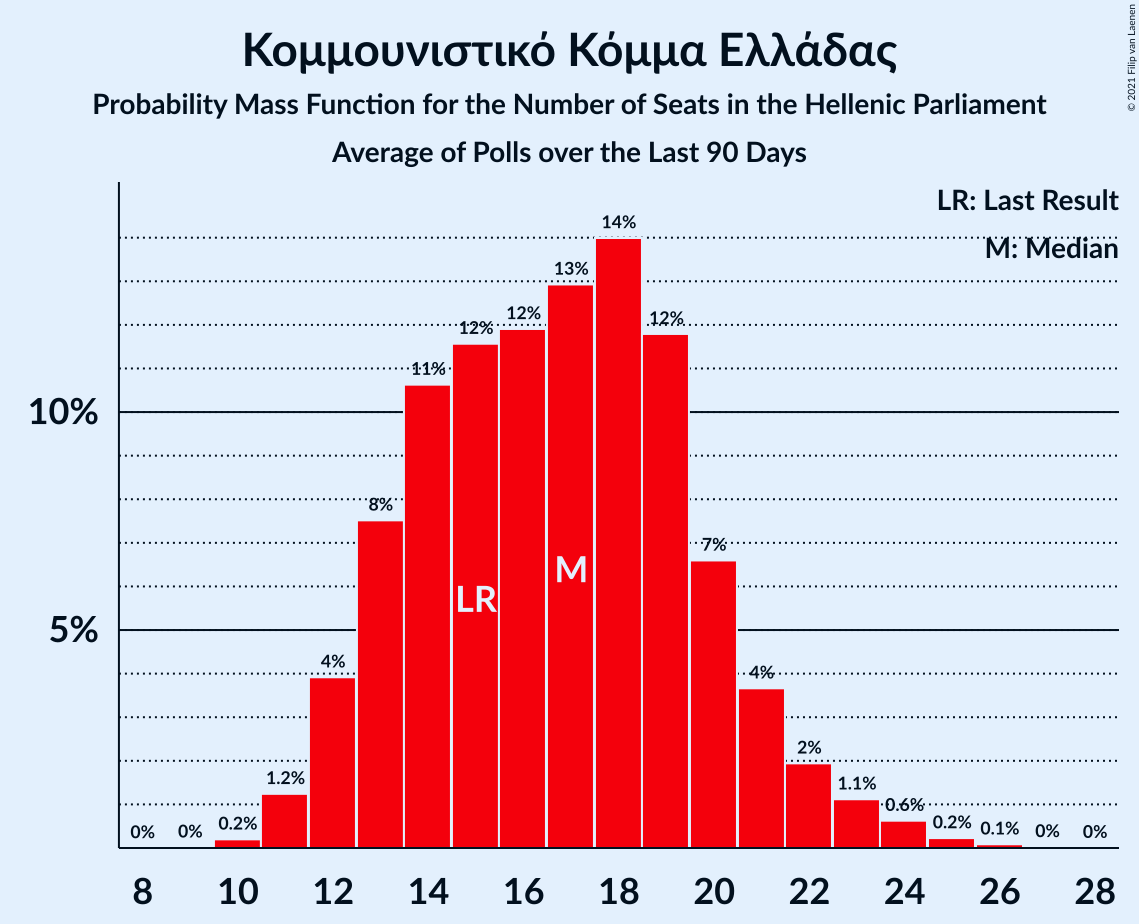 © 2021 Filip van Laenen
Κομμουνιστικό Κόμμα Ελλάδας
Probability Mass Function for the Number of Seats in the Hellenic Parliament
Average of Polls over the Last 90 Days
LR: Last Result
M: Median
10%
5%
0%
0%
0.2%
1.2%
4%
8%
11%
12%
12%
13%
14%
12%
7%
4%
2%
1.1%
0.6%
0.2%
0.1%
0%
0%
LR
M
8 10 12 14 16 18 20 22 24 26 28